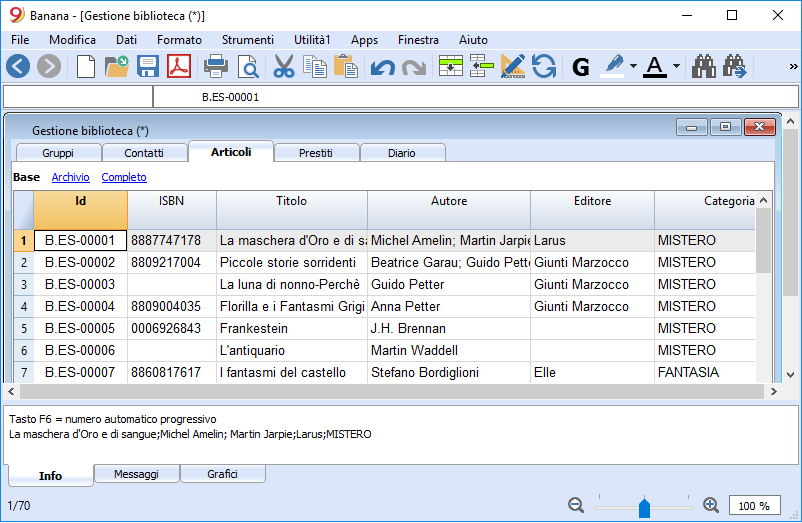 Banana - [Gestione biblioteca (*)]
File Modifica Dati Formato Strumenti Utilità1 Apps Finestra Aiuto
G A »
B.ES-00001
Gestione biblioteca (*)
Gruppi Contatti Articoli Prestiti Diario
Base Archivio Completo
Id ISBN Titolo Autore Editore Categoria
1 B.ES-00001 8887747178 La maschera d'Oro e di sa Michel Amelin; Martin Jarpie Larus MISTERO
2 B.ES-00002 8809217004 Piccole storie sorridenti Beatrice Garau; Guido Pette Giunti Marzocco MISTERO
3 B.ES-00003 La luna di nonno-Perchè Guido Petter Giunti Marzocco MISTERO
4 B.ES-00004 8809004035 Florilla e i Fantasmi Grigi Anna Petter Giunti Marzocco MISTERO
5 B.ES-00005 0006926843 Frankestein J.H. Brennan MISTERO
6 B.ES-00006 L'antiquario Martin Waddell MISTERO
7 B.ES-00007 8860817617 I fantasmi del castello Stefano Bordiglioni Elle FANTASIA
Tasto F6 = numero automatico progressivo
La maschera d'Oro e di sangue;Michel Amelin; Martin Jarpie;Larus;MISTERO
Info Messaggi Grafici
1/70 100 %